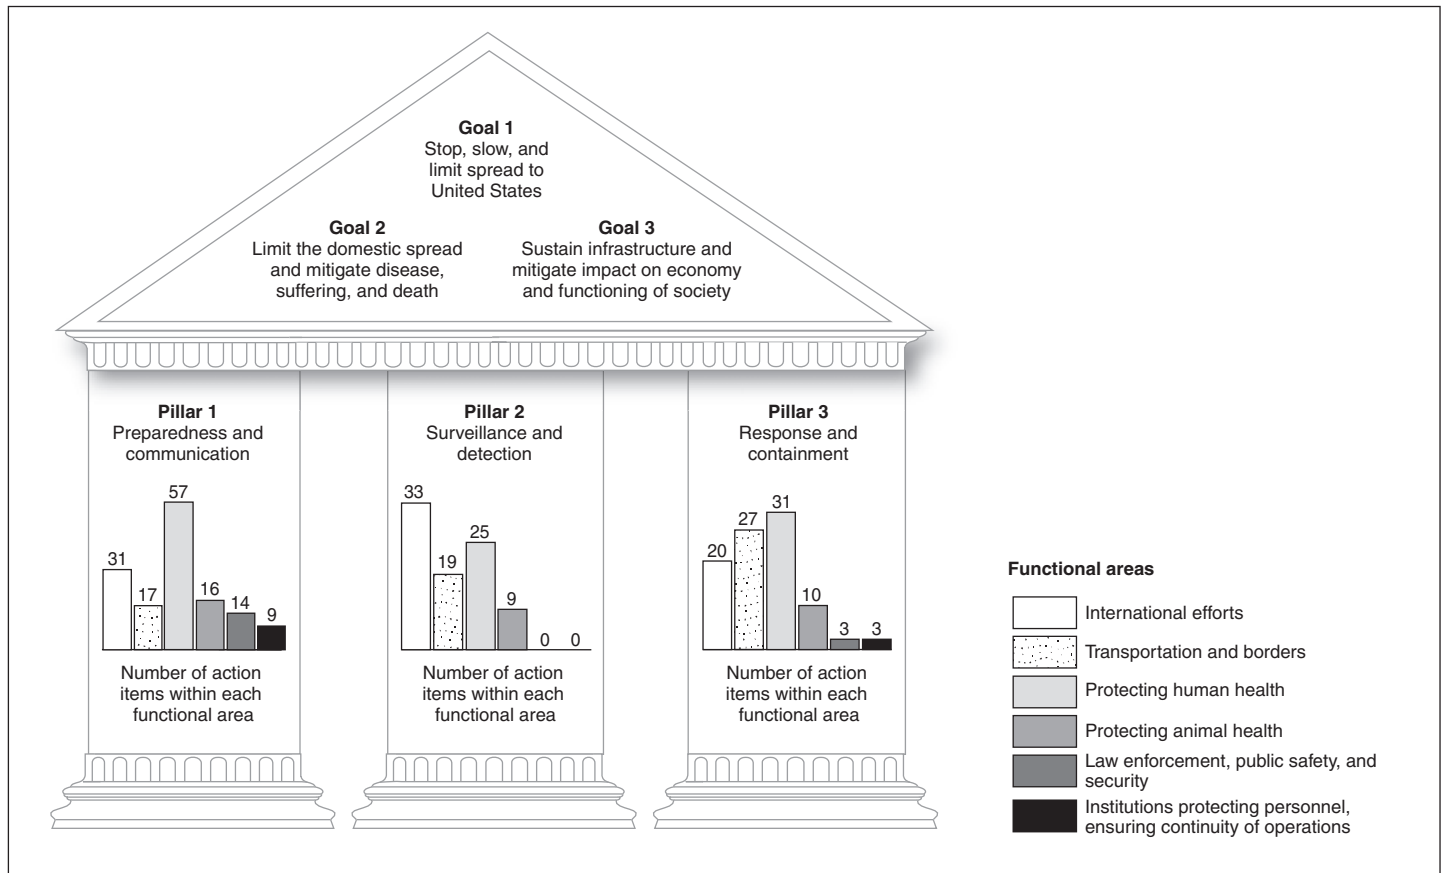 Goal 1
Stop, slow, and
limit spread to
United States
Goal 2
Limit the domestic spread
and mitigate disease,
suffering, and death
Goal 3
Sustain infrastructure and
mitigate impact on economy
and functioning of society
Pillar 1
Preparedness and
communication
57
31
17
16
14
9
Number of action
items within each
functional area
Pillar 2
Surveillance and
detection
33
19
25
9
0
0
Number of action
items within each
functional area
Pillar 3
Response and
containment
20
27
31
10
3
3
Number of action
items within each
functional area
Functional areas
International efforts
Transportation and borders
Protecting human health
Protecting animal health
Law enforcement, public safety, and
security
Institutions protecting personnel,
ensuring continuity of operations